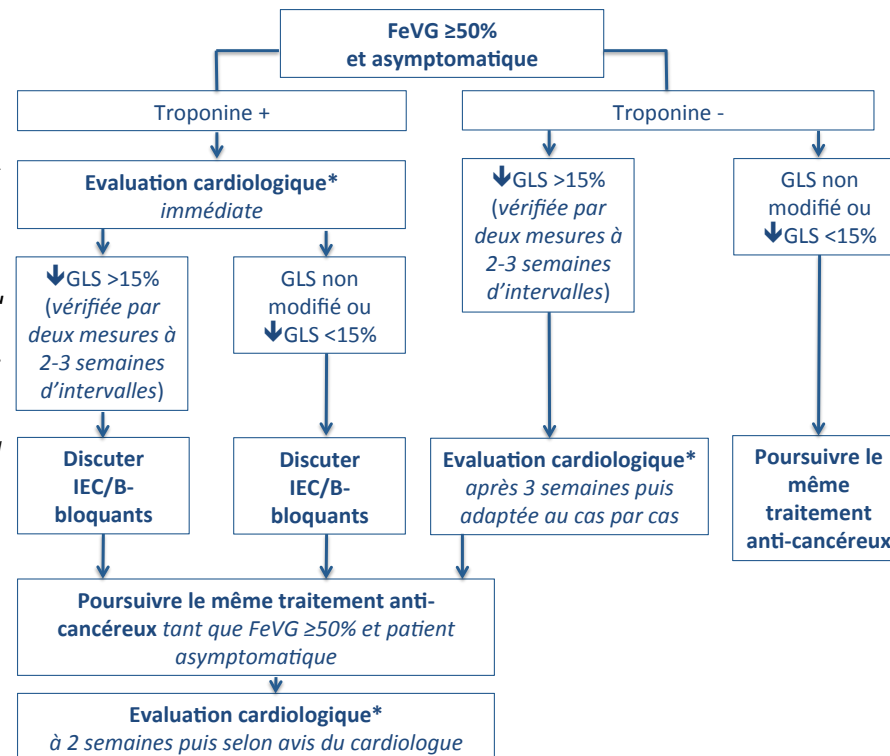 FeVG ≥50%
et asymptomatique
Troponine +
Troponine -
Evaluation cardiologique*
immédiate
🡻GLS >15%
(vérifiée par
deux mesures à
2-3 semaines
d’intervalles)
GLS non
modifié ou
🡻GLS <15%
🡻GLS >15%
(vérifiée par
deux mesures à
2-3 semaines
d’intervalles)
GLS non
modifié ou
🡻GLS <15%
Discuter
IEC/B-
bloquants
Discuter
IEC/B-
bloquants
Evaluation cardiologique*
après 3 semaines puis
adaptée au cas par cas
Poursuivre le
même
traitement
anti-cancéreux
Poursuivre le même traitement anti-
cancéreux tant que FeVG ≥50% et patient
asymptomatique
Evaluation cardiologique*
à 2 semaines puis selon avis du cardiologue